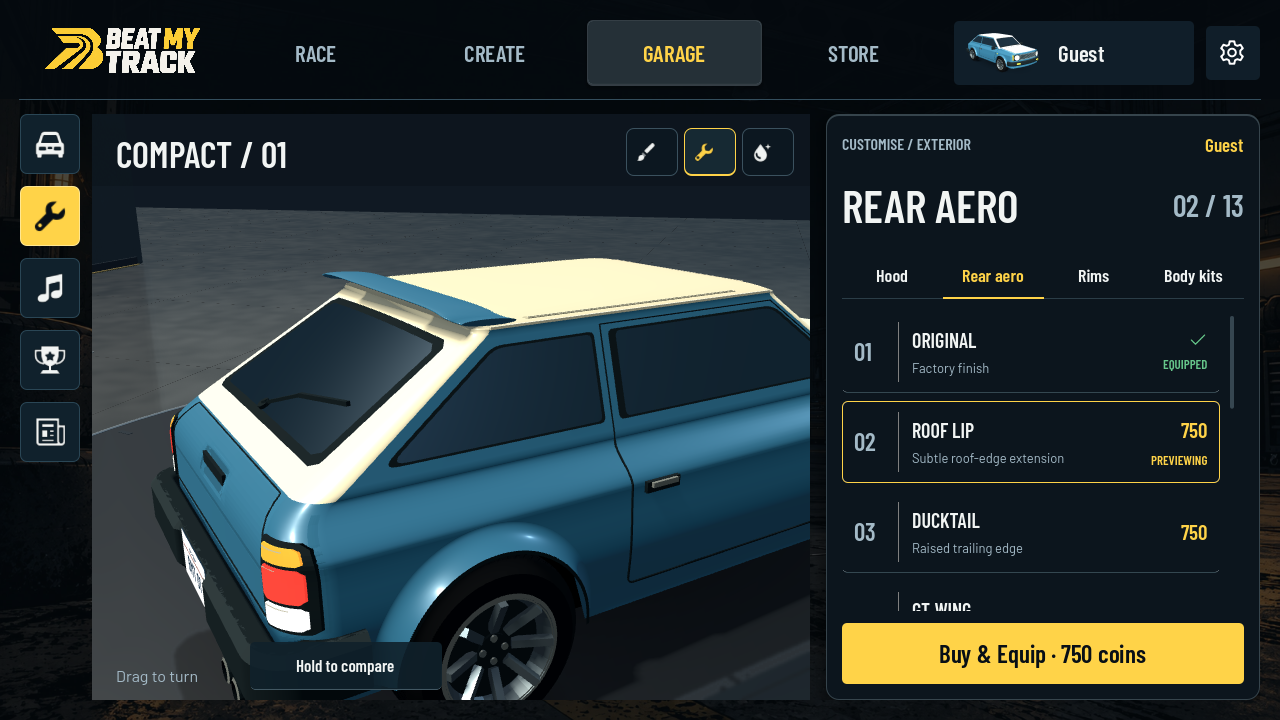 BEAT MY
TRACK
RACE
CREATE
GARAGE
STORE
Guest
COMPACT / 01
CUSTOMISE / EXTERIOR
Guest
REAR AERO
02 / 13
Hood
Rear aero
Rims
Body kits
01
ORIGINAL
Factory finish
EQUIPPED
02
ROOF LIP
Subtle roof-edge extension
750
PREVIEWING
03
DUCKTAIL
Raised trailing edge
750
GT WING
Buy & Equip · 750 coins
Drag to turn
Hold to compare